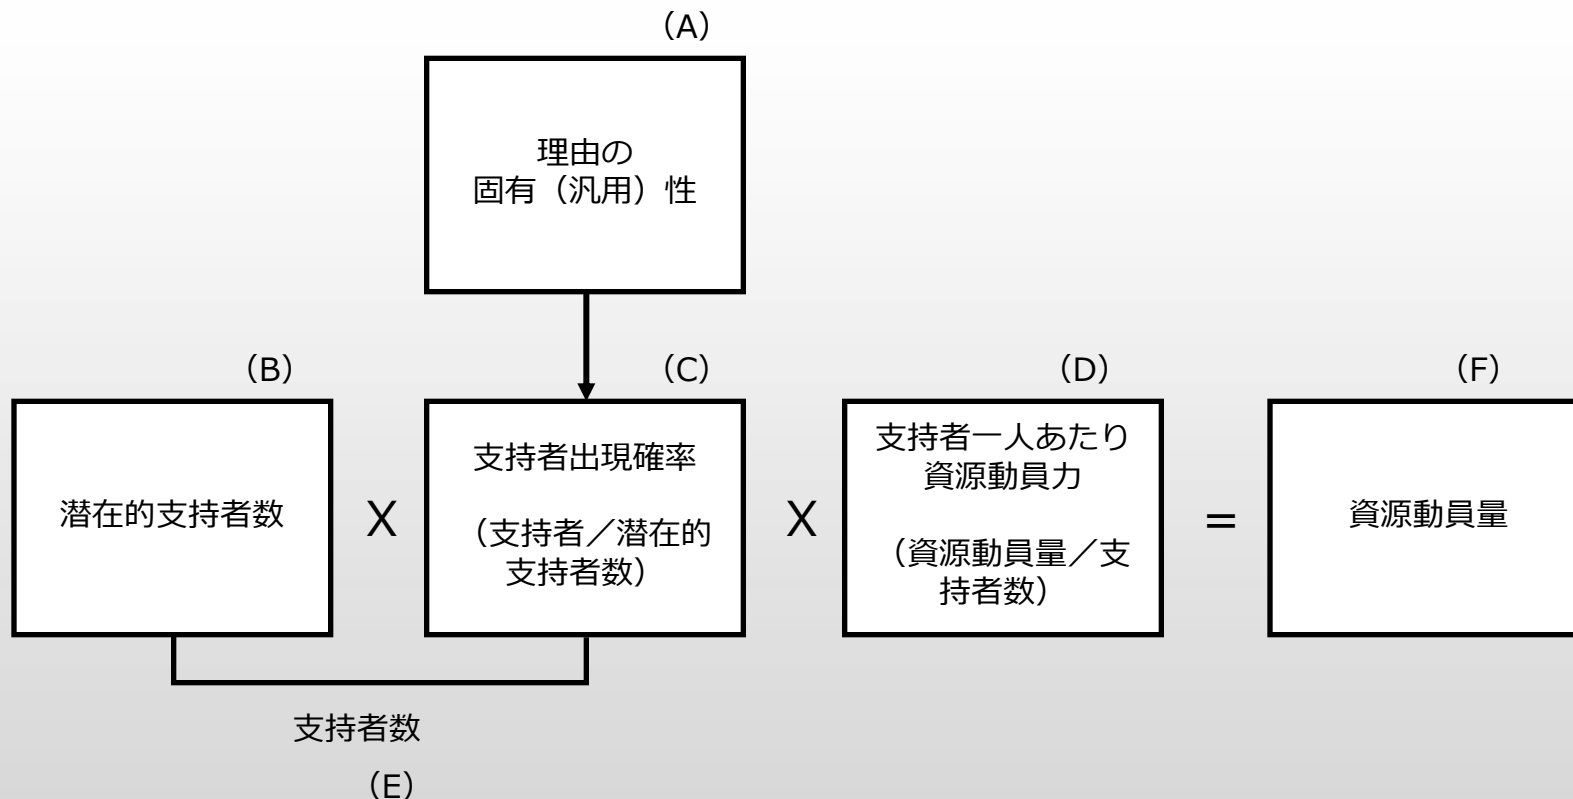 （A）
理由の
固有（汎用）性
（B）
（C）
（D）
（F）
潜在的支持者数
X
支持者出現確率
（支持者／潜在的
支持者数）
X
支持者一人あたり
資源動員力
（資源動員量／支
持者数）
＝
資源動員量
支持者数
（E）